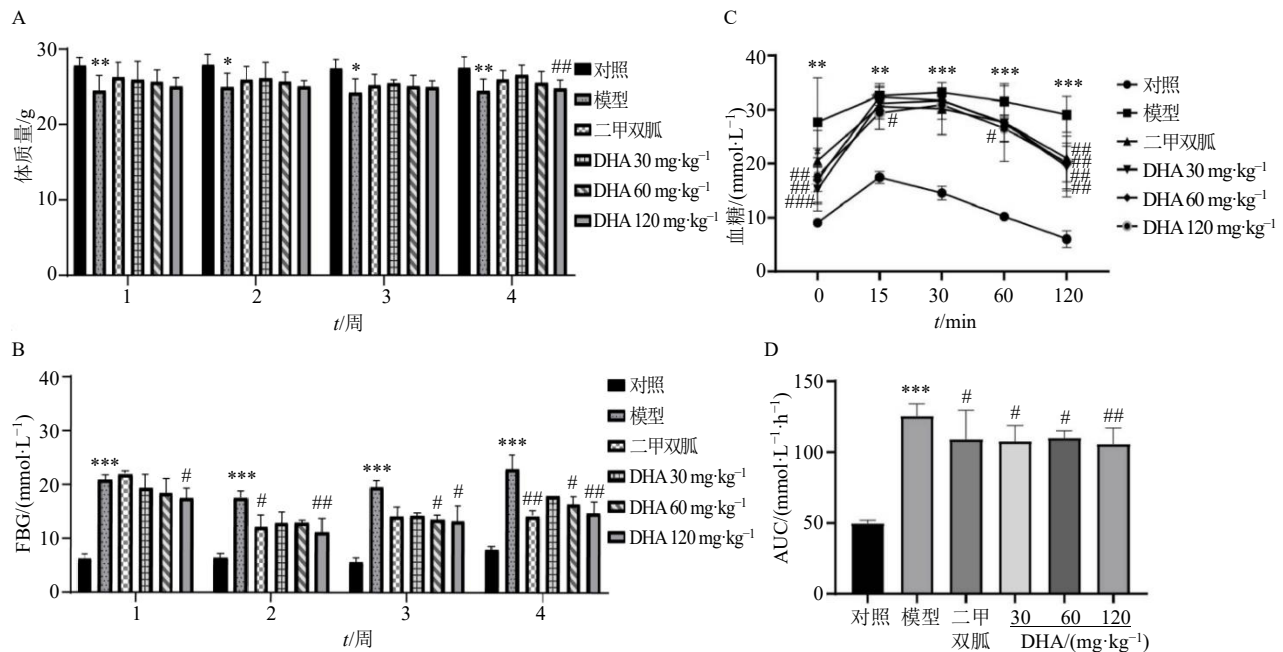 A
30
20
10
0
体质量/g
**
*
*
**
##
1
2
3
4
t/周
对照
模型
二甲双胍
DHA 30 mg·kg⁻¹
DHA 60 mg·kg⁻¹
DHA 120 mg·kg⁻¹
C
40
30
20
10
0
血糖/(mmol·L⁻¹)
**
**
***
***
***
#
#
##
##
###
##
##
##
##
0
15
30
60
120
t/min
对照
模型
二甲双胍
DHA 30 mg·kg⁻¹
DHA 60 mg·kg⁻¹
DHA 120 mg·kg⁻¹
B
40
30
20
10
0
FBG/(mmol·L⁻¹)
***
#
***
#
##
***
#
#
***
##
#
##
1
2
3
4
t/周
对照
模型
二甲双胍
DHA 30 mg·kg⁻¹
DHA 60 mg·kg⁻¹
DHA 120 mg·kg⁻¹
D
150
100
50
0
AUC/(mmol·L⁻¹·h⁻¹)
***
#
#
#
##
对照
模型
二甲
双胍
30
60
120
DHA/(mg·kg⁻¹)